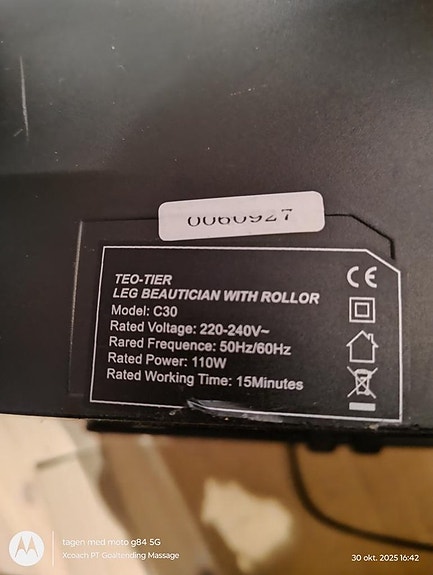 0060927
TEO-TIER
LEG BEAUTICIAN WITH ROLLOR
Model: C30
Rated Voltage: 220-240V~
Rared Frequence: 50Hz/60Hz
Rated Power: 110W
Rated Working Time: 15Minutes
CE
tagen med moto g84 5G
Xcoach PT Goaltending Massage
30 okt. 2025 16:42